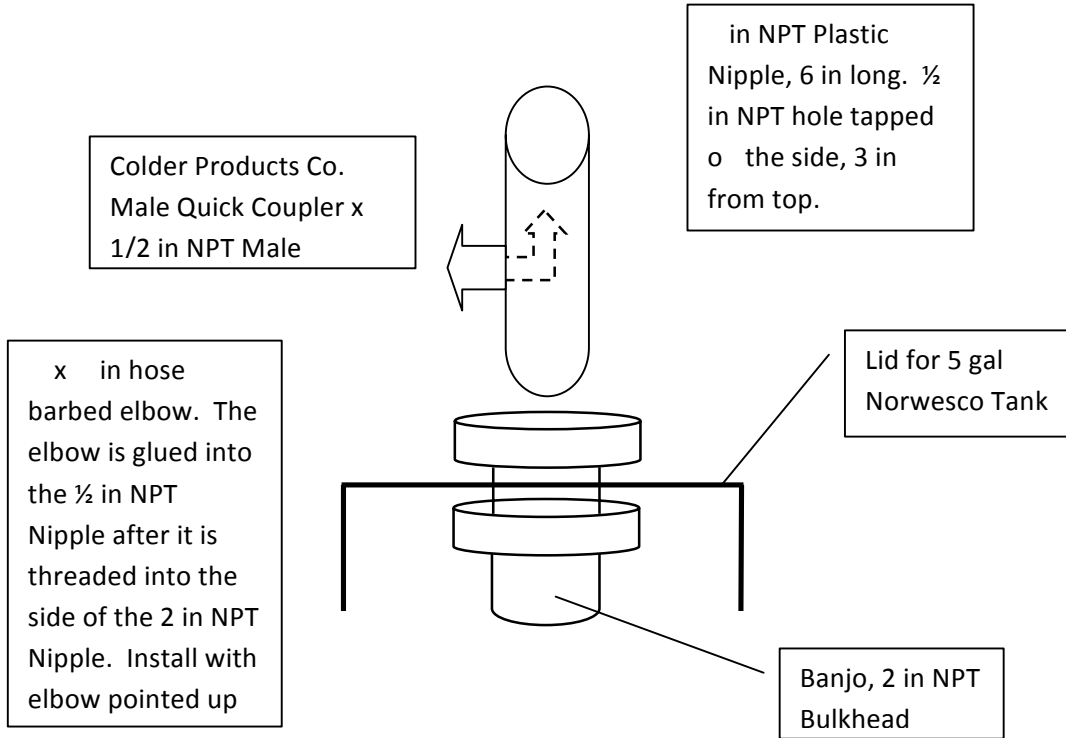 in NPT Plastic
Nipple, 6 in long. ½
in NPT hole tapped
o the side, 3 in
from top.
Colder Products Co.
Male Quick Coupler x
1/2 in NPT Male
x in hose
barbed elbow. The
elbow is glued into
the ½ in NPT
Nipple after it is
threaded into the
side of the 2 in NPT
Nipple. Install with
elbow pointed up
Lid for 5 gal
Norwesco Tank
Banjo, 2 in NPT
Bulkhead